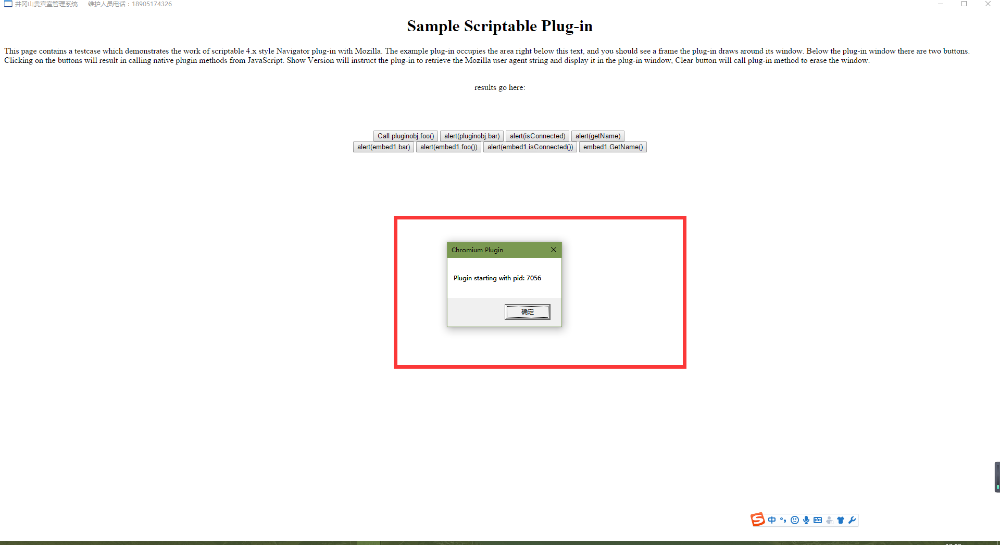 井冈山贵宾室管理系统 维护人员电话：18905174326
Sample Scriptable Plug-in
This page contains a testcase which demonstrates the work of scriptable 4.x style Navigator plug-in with Mozilla. The example plug-in occupies the area right below this text, and you should see a frame the plug-in draws around its window. Below the plug-in window there are two buttons.
Clicking on the buttons will result in calling native plugin methods from JavaScript. Show Version will instruct the plug-in to retrieve the Mozilla user agent string and display it in the plug-in window, Clear button will call plug-in method to erase the window.
results go here:
Call pluginobj.foo() alert(pluginobj.bar) alert(isConnected) alert(getName)
alert(embed1.bar) alert(embed1.foo()) alert(embed1.isConnected()) embed1.GetName()
Chromium Plugin
Plugin starting with pid: 7056
确定
S 中